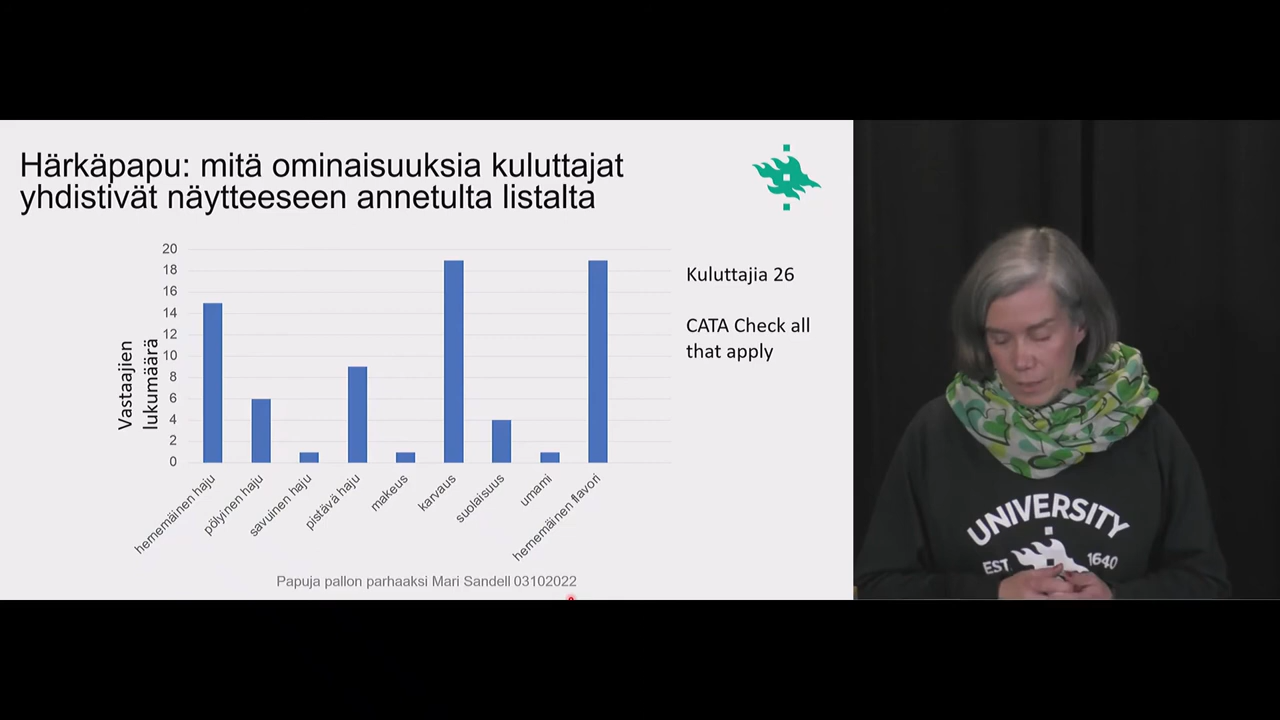 Härkäpapu: mitä ominaisuuksia kuluttajat
yhdistivät näytteeseen annetulta listalta
20
18
16
14
12
10
8
6
4
2
0
Vastaajien
lukumäärä
hernemäinen haju
pölyinen haju
savuinen haju
pistävä haju
makeus
karvaus
suolaisuus
umami
hernemäinen flavori
Kuluttajia 26
CATA Check all
that apply
Papuja pallon parhaaksi Mari Sandell 03102022
UNIVERSITY
EST. 1640